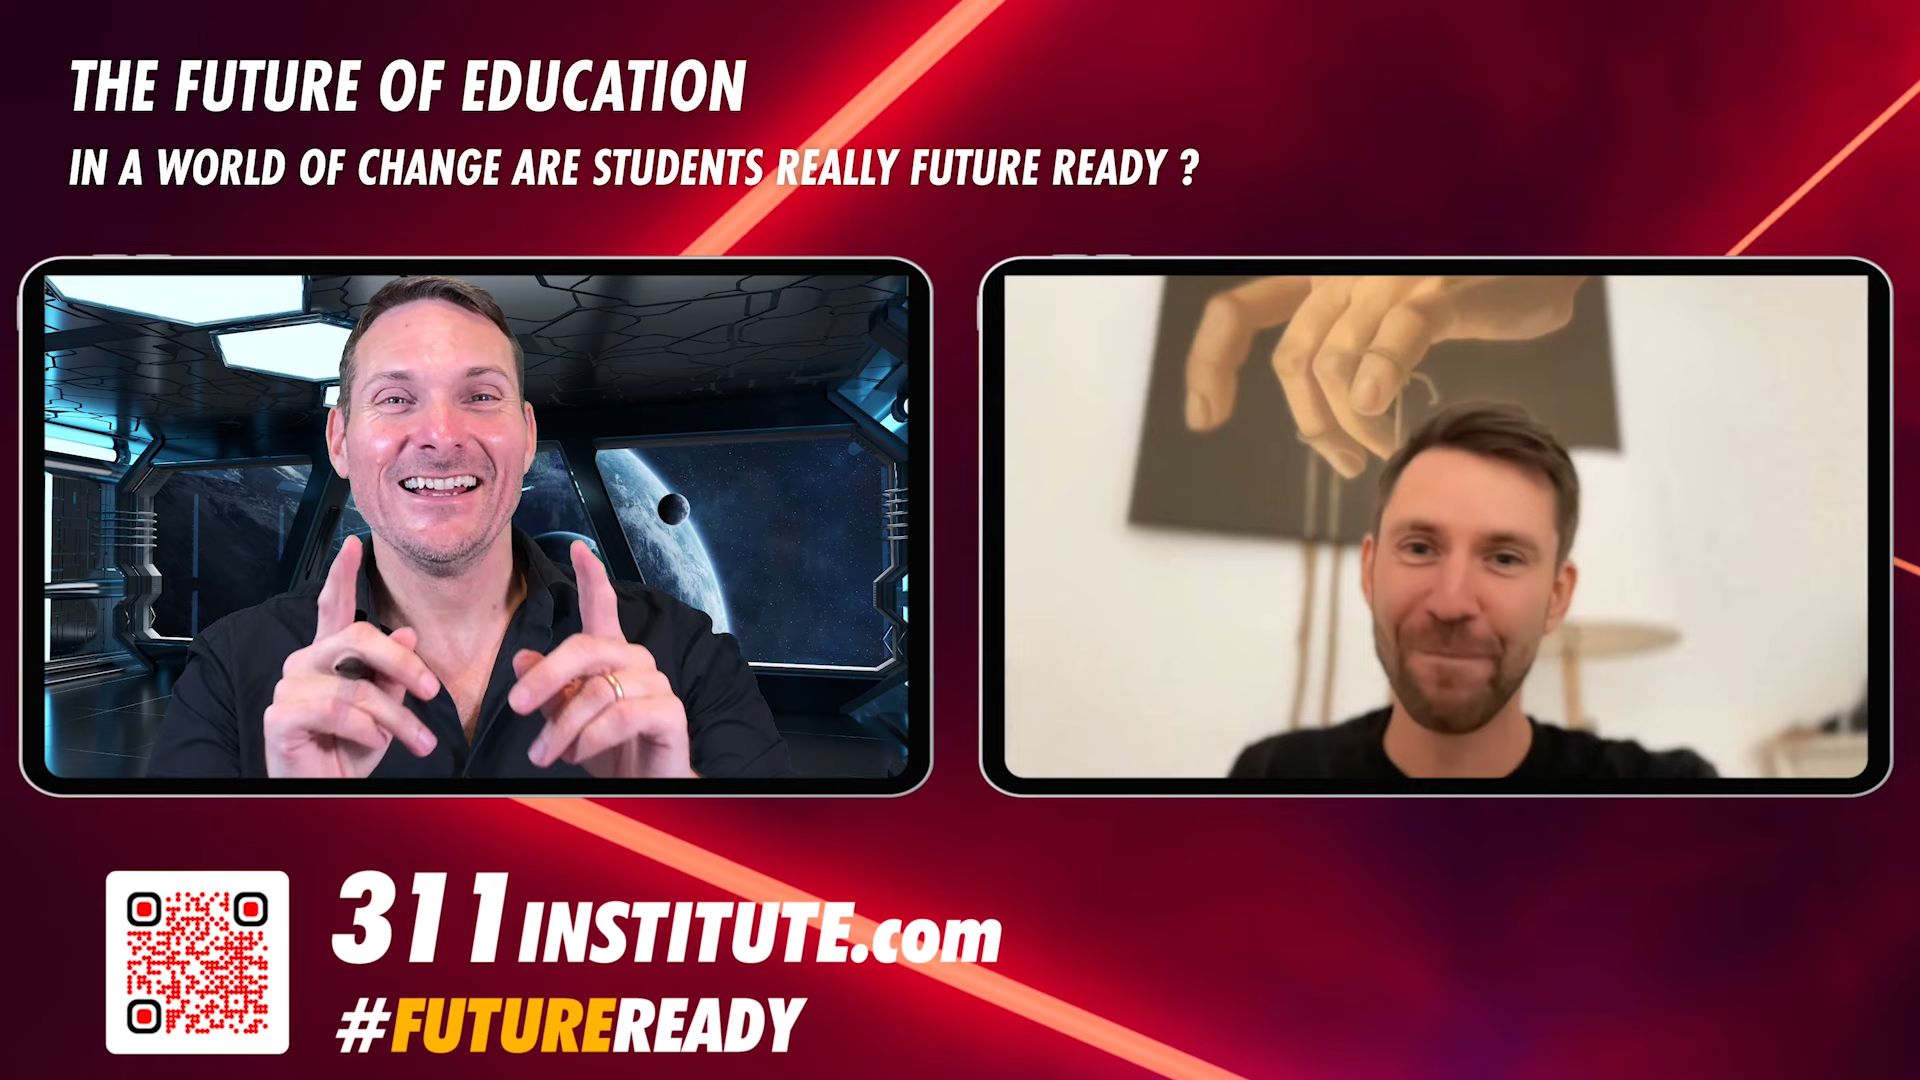 THE FUTURE OF EDUCATION
IN A WORLD OF CHANGE ARE STUDENTS REALLY FUTURE READY ?
311INSTITUTE.com
#FUTUREREADY